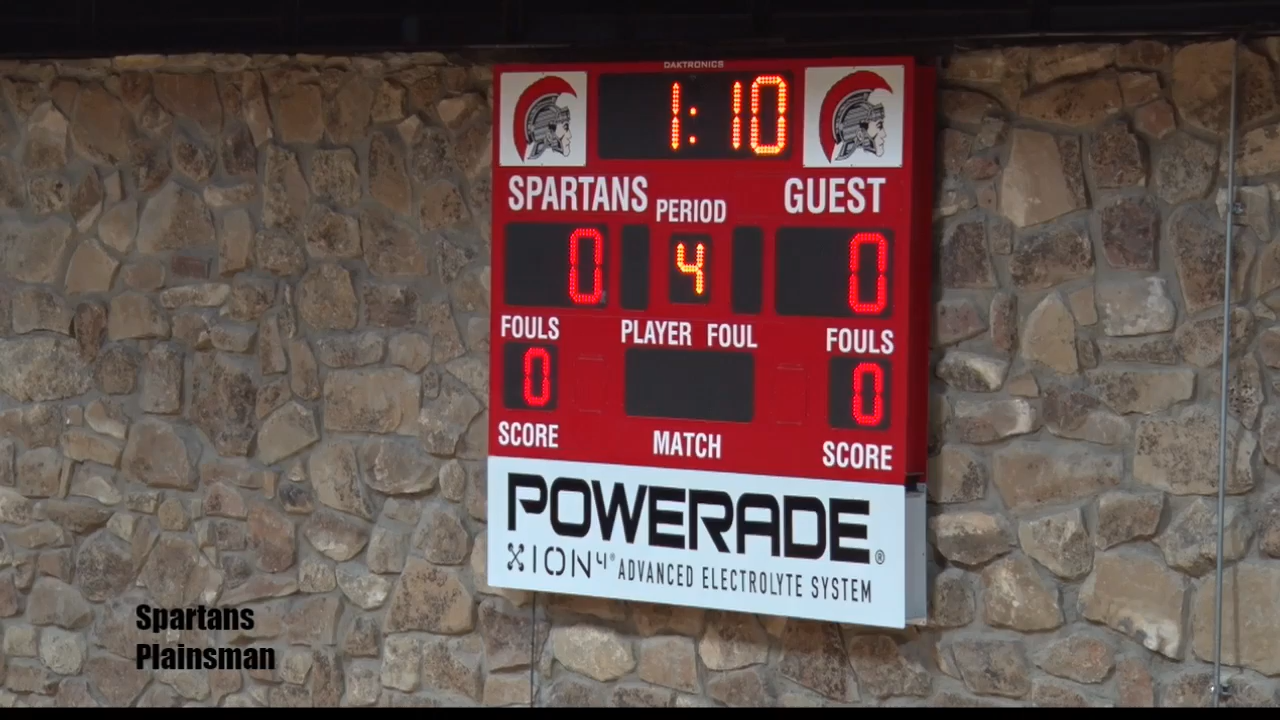 DAKTRONICS
1:10
SPARTANS PERIOD GUEST
0 4 0
FOULS PLAYER FOUL FOULS
0 0
SCORE MATCH SCORE
POWERADE®
ION4® ADVANCED ELECTROLYTE SYSTEM
Spartans
Plainsman